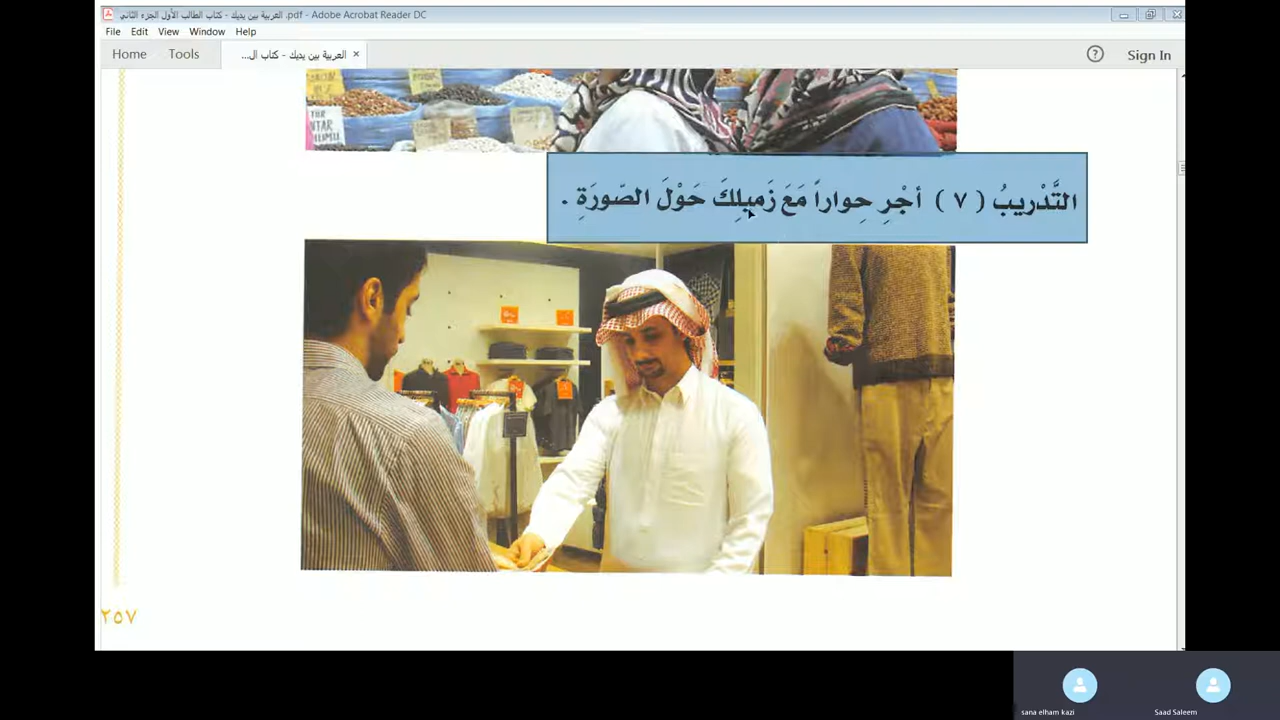 العربية بين يديك - كتاب الطالب الأول الجزء الثاني .pdf - Adobe Acrobat Reader DC
File Edit View Window Help
Home Tools العربية بين يديك - كتاب ال... × ? Sign In
THE
التَّدْرِيبُ ( ٧ ) أجْرِ حِواراً مَعَ زَمِيلِكَ حَوْلَ الصّورَةِ .
٢٥٧
sana elham kazi
Saad Saleem